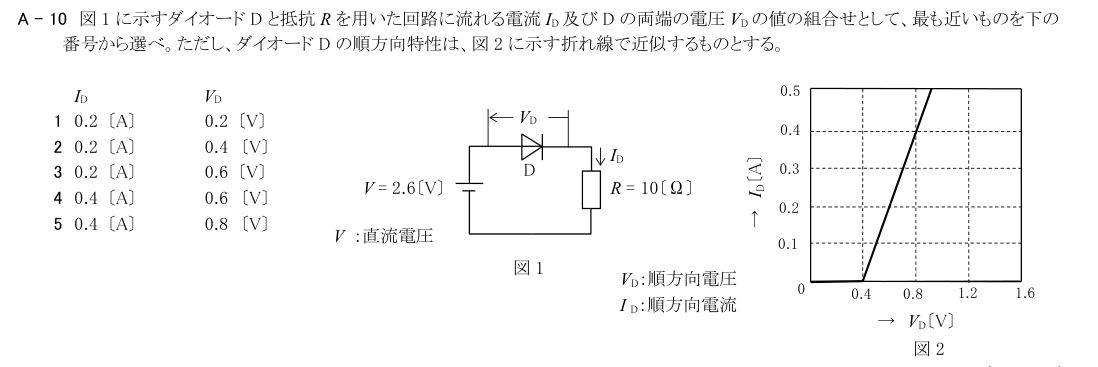 A－10 図1に示すダイオードDと抵抗Rを用いた回路に流れる電流ID及びDの両端の電圧VDの値の組合せとして、最も近いものを下の
番号から選べ。ただし、ダイオードDの順方向特性は、図2に示す折れ線で近似するものとする。
ID VD
1 0.2〔A〕 0.2〔V〕
2 0.2〔A〕 0.4〔V〕
3 0.2〔A〕 0.6〔V〕
4 0.4〔A〕 0.6〔V〕
5 0.4〔A〕 0.8〔V〕
VD
D
ID
V＝2.6〔V〕
R＝10〔Ω〕
V：直流電圧
図1
VD：順方向電圧
ID：順方向電流
0.5
0.4
0.3
0.2
0.1
0
→ ID〔A〕
0.4 0.8 1.2 1.6
→ VD〔V〕
図2